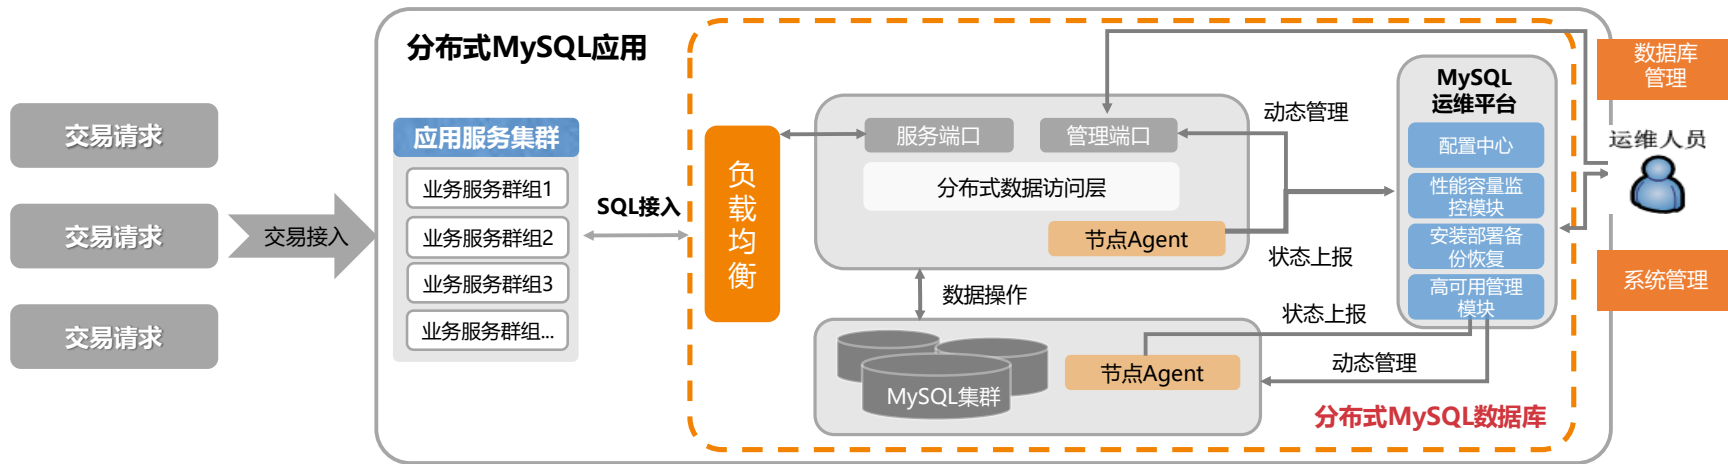 分布式MySQL应用
交易请求
交易请求
交易请求
交易接入
应用服务集群
业务服务群组1
业务服务群组2
业务服务群组3
业务服务群组...
SQL接入
负
载
均
衡
服务端口
管理端口
分布式数据访问层
节点Agent
数据操作
MySQL集群
节点Agent
动态管理
状态上报
状态上报
动态管理
MySQL
运维平台
配置中心
性能容量监
控模块
安装部署备
份恢复
高可用管理
模块
分布式MySQL数据库
数据库
管理
运维人员
系统管理